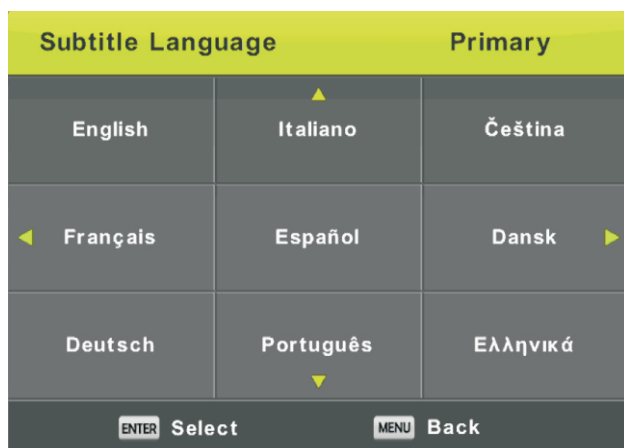 Subtitle Language Primary
English Italiano Čeština
Français Español Dansk
Deutsch Português Ελληνικά
ENTER Select MENU Back